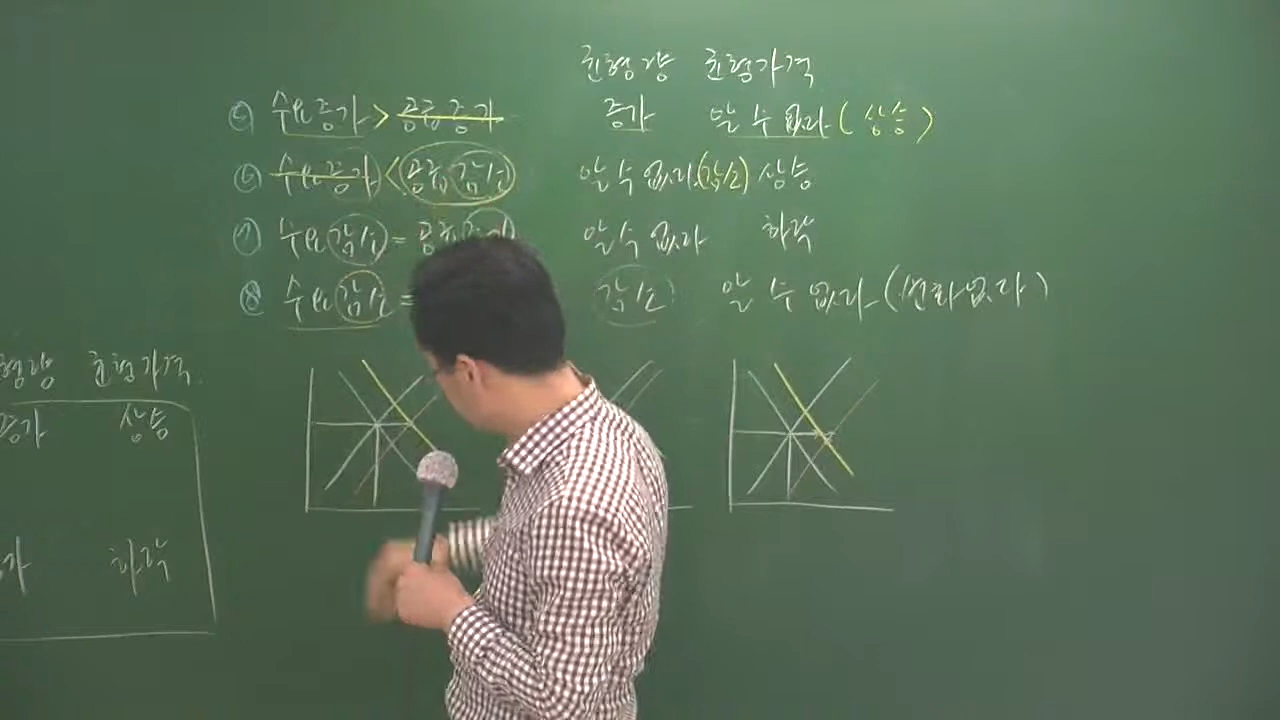 균형량 균형가격
⑤ 수요증가 > 공급증가 증가 알 수 없다 (상승)
⑥ 수요증가 < 공급감소 알 수 없다 (감소) 상승
⑦ 수요감소 = 공급 알 수 없다 하락
⑧ 수요감소 = 감소 알 수 없다 (변화없다)
형량 균형가격
증가 상승
가 하락